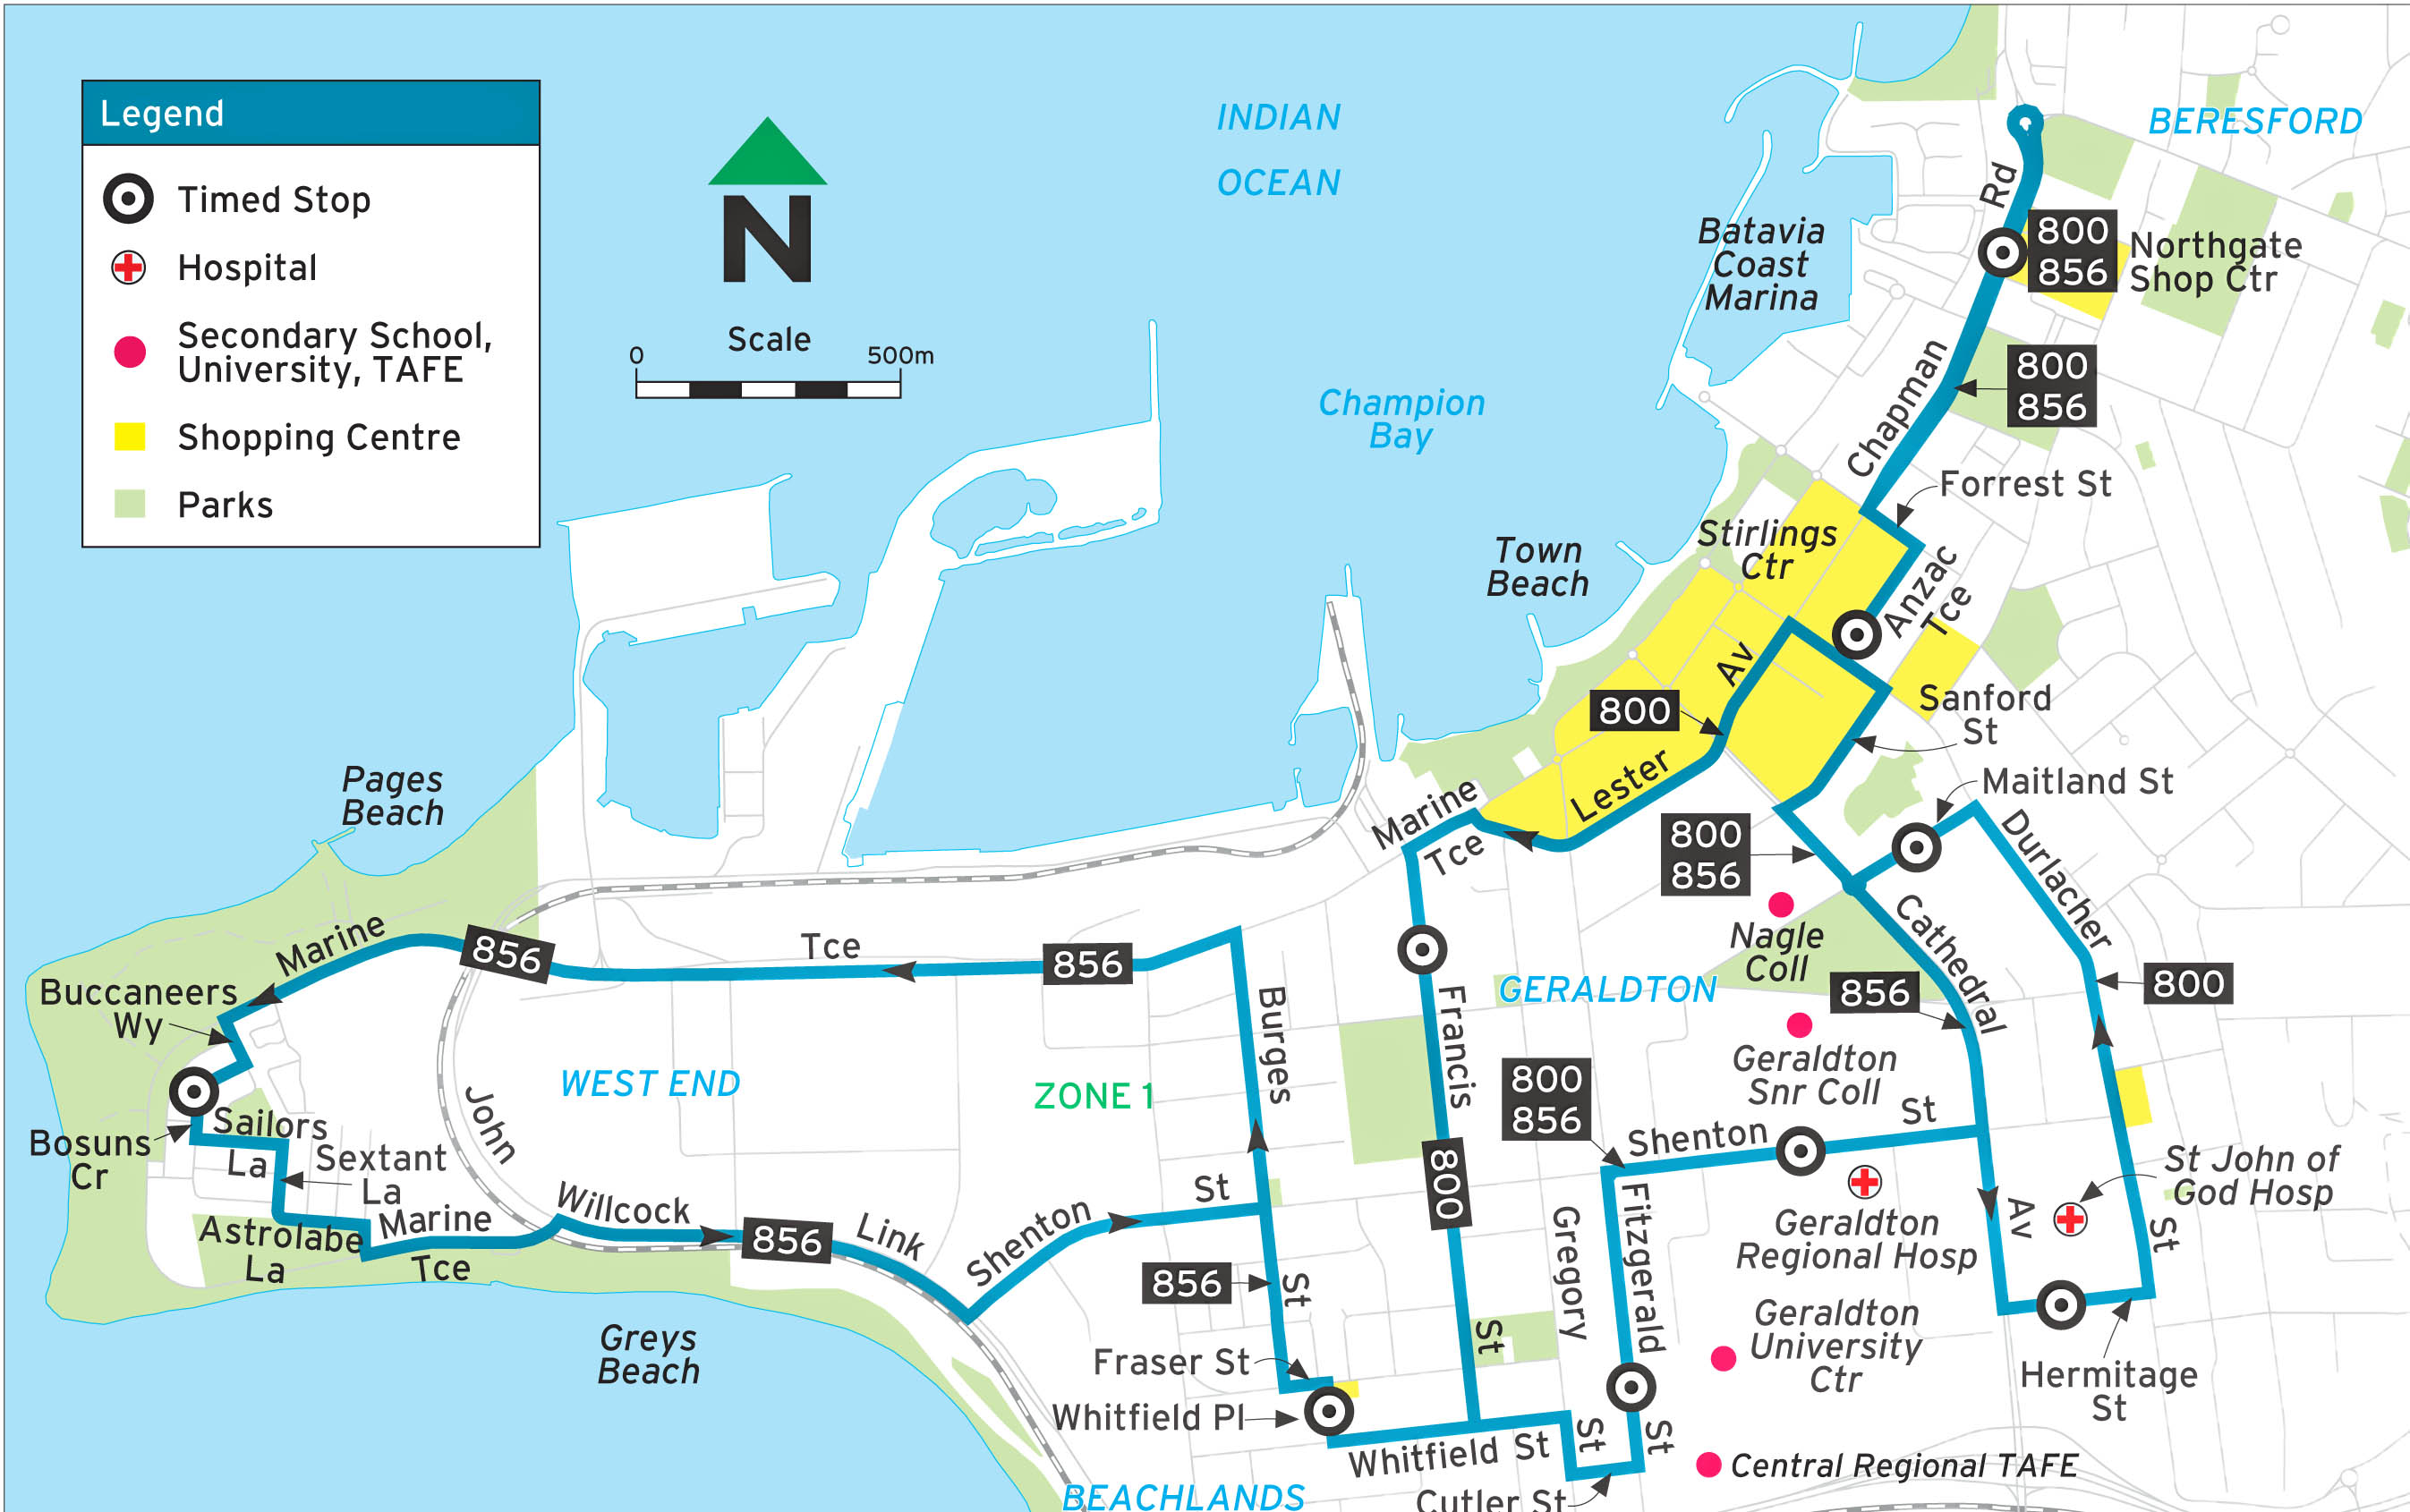 Legend
Timed Stop
Hospital
Secondary School,
University, TAFE
Shopping Centre
Parks
N
Scale
0
500m
INDIAN
OCEAN
Champion
Bay
BERESFORD
Rd
800
856
Northgate
Shop Ctr
Batavia
Coast
Marina
800
856
Chapman
Forrest St
Stirlings
Ctr
Town
Beach
Anzac
Tce
Av
800
Sanford
St
Lester
Marine
Tce
Maitland St
800
856
Durlacher
Nagle
Coll
Cathedral
856
800
Pages
Beach
Marine
856
Tce
856
Buccaneers
Wy
GERALDTON
Francis
Burges
Geraldton
Snr Coll
WEST END
ZONE 1
800
856
John
Sailors
La
Bosuns
Cr
Sextant
La
Shenton
St
St John of
God Hosp
800
Astrolabe
La
Marine
Tce
Willcock
856
Link
Shenton
St
Gregory
Fitzgerald
Geraldton
Regional Hosp
Av
St
856
St
Geraldton
University
Ctr
Greys
Beach
Fraser St
St
Hermitage
St
Whitfield Pl
Whitfield St
St
St
Central Regional TAFE
BEACHLANDS
Cutler St